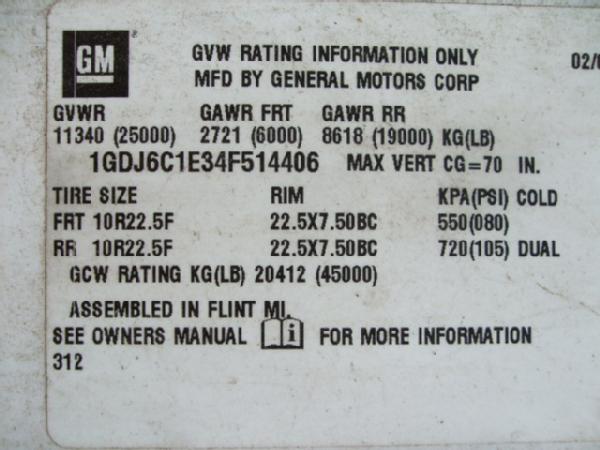 GM
GVW RATING INFORMATION ONLY 02/
MFD BY GENERAL MOTORS CORP
GVWR GAWR FRT GAWR RR
11340 (25000) 2721 (6000) 8618 (19000) KG(LB)
1GDJ6C1E34F514406 MAX VERT CG=70 IN.
TIRE SIZE RIM KPA(PSI) COLD
FRT 10R22.5F 22.5X7.50BC 550(080)
RR 10R22.5F 22.5X7.50BC 720(105) DUAL
GCW RATING KG(LB) 20412 (45000)
ASSEMBLED IN FLINT MI.
SEE OWNERS MANUAL i FOR MORE INFORMATION
312